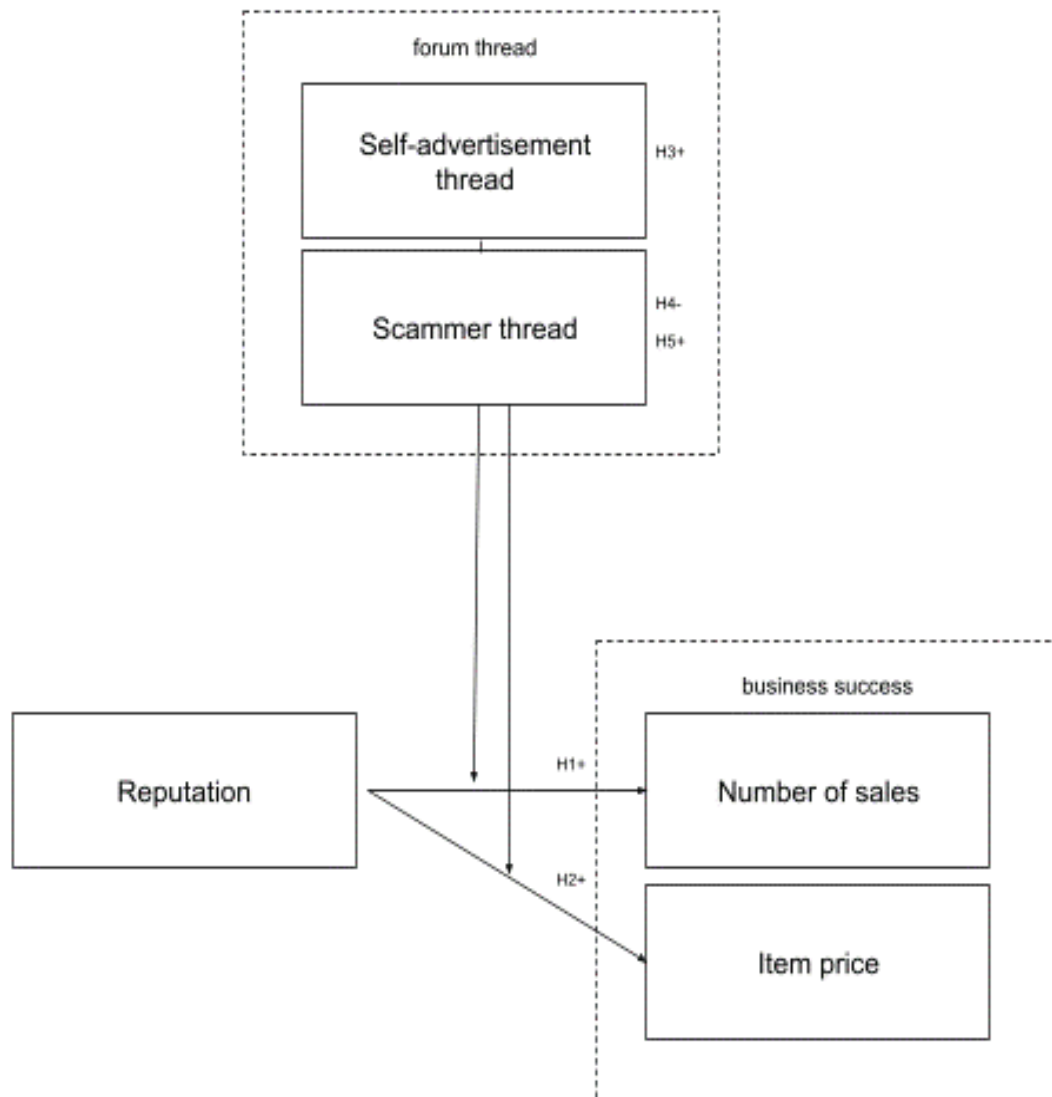 forum thread
Self-advertisement
thread
H3+
Scammer thread
H4-
H5+
business success
Reputation
H1+
Number of sales
H2+
Item price